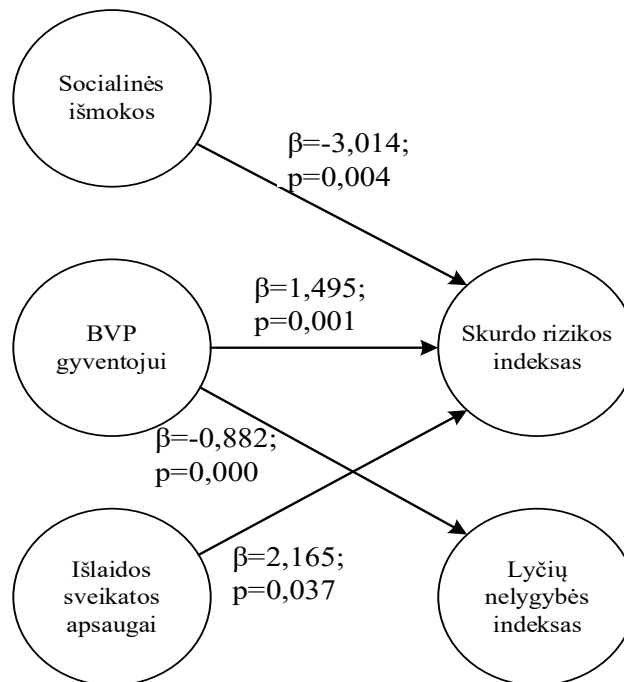 Socialinės
išmokos
β=-3,014;
p=0,004
BVP
gyventojui
β=1,495;
p=0,001
Skurdo rizikos
indeksas
β=-0,882;
p=0,000
Išlaidos
sveikatos
apsaugai
β=2,165;
p=0,037
Lyčių
nelygybės
indeksas